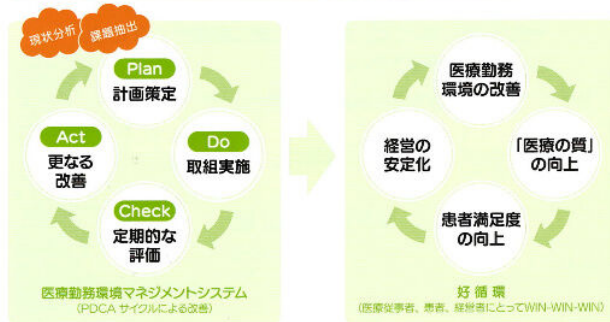 現状分析
課題抽出
Plan
計画策定
Do
取組実施
Check
定期的な
評価
Act
更なる
改善
医療勤務環境マネジメントシステム
(PDCAサイクルによる改善)
医療勤務
環境の改善
「医療の質」
の向上
患者満足度
の向上
経営の
安定化
好循環
(医療従事者、患者、経営者にとってWIN-WIN-WIN)